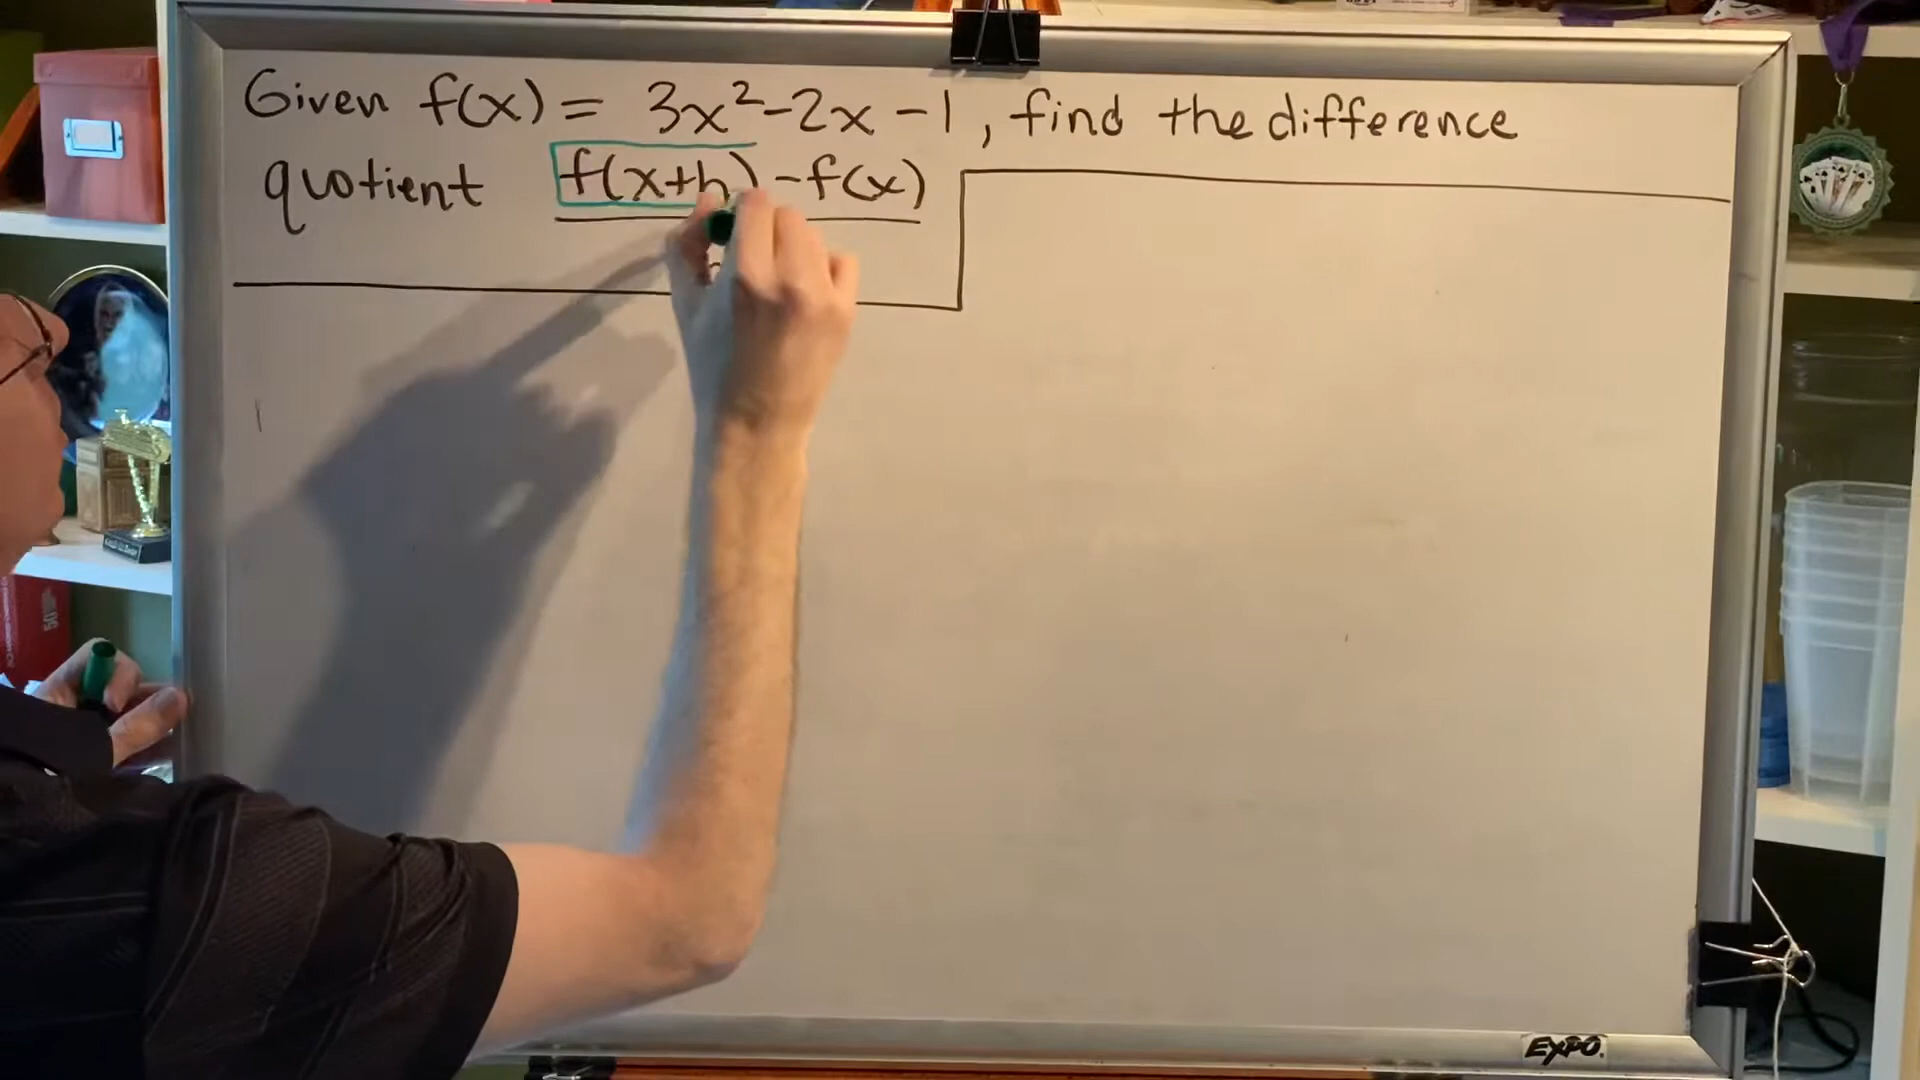 Given f(x) = 3x²-2x-1, find the difference
quotient f(x+h)-f(x)
EXPO